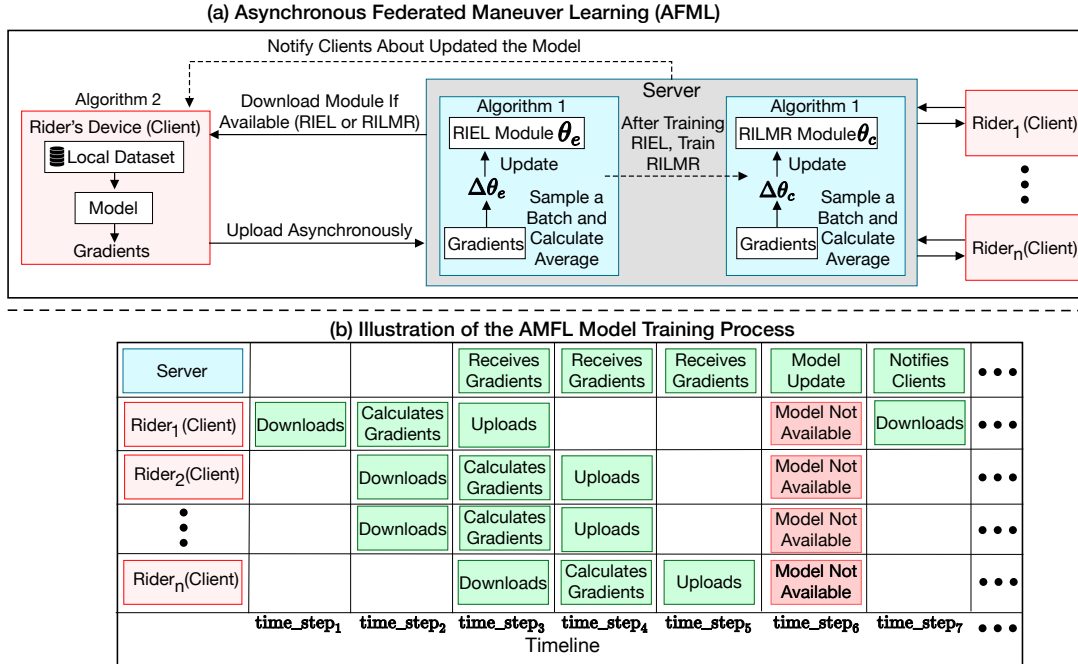 (a) Asynchronous Federated Maneuver Learning (AFML)
Notify Clients About Updated the Model
Algorithm 2
Rider's Device (Client)
Local Dataset
Model
Gradients
Download Module If
Available (RIEL or RILMR)
Upload Asynchronously
Server
Algorithm 1
RIEL Module θe
Update
Δθe
Gradients
Sample a
Batch and
Calculate
Average
After Training
RIEL, Train
RILMR
Algorithm 1
RILMR Module θc
Update
Δθc
Gradients
Sample a
Batch and
Calculate
Average
Rider1(Client)
Ridern(Client)
(b) Illustration of the AMFL Model Training Process
Server
Receives
Gradients
Receives
Gradients
Receives
Gradients
Model
Update
Notifies
Clients
Rider1(Client)
Downloads
Calculates
Gradients
Uploads
Model Not
Available
Downloads
Rider2(Client)
Downloads
Calculates
Gradients
Uploads
Model Not
Available
Downloads
Calculates
Gradients
Uploads
Model Not
Available
Ridern(Client)
Downloads
Calculates
Gradients
Uploads
Model Not
Available
time_step1 time_step2 time_step3 time_step4 time_step5 time_step6 time_step7
Timeline